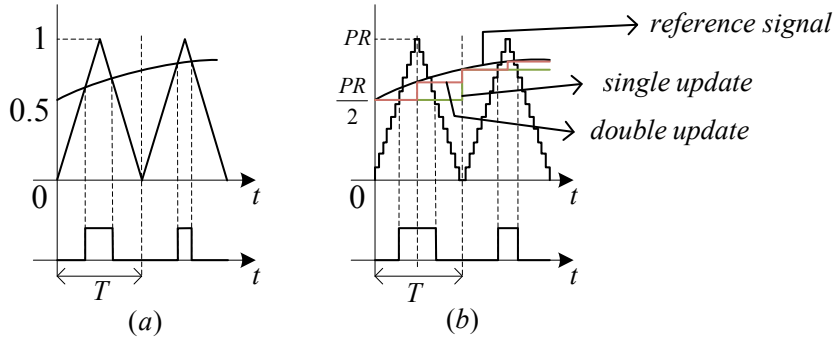 1
0.5
0
t
t
T
(a)
PR
PR
2
0
t
t
T
(b)
reference signal
single update
double update